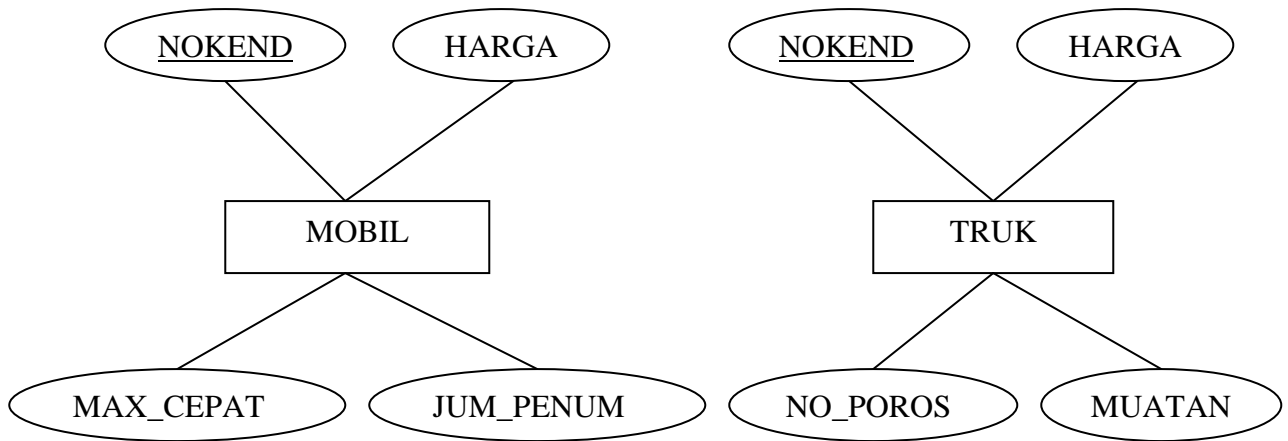 NOKEND HARGA NOKEND HARGA
MOBIL TRUK
MAX_CEPAT JUM_PENUM NO_POROS MUATAN